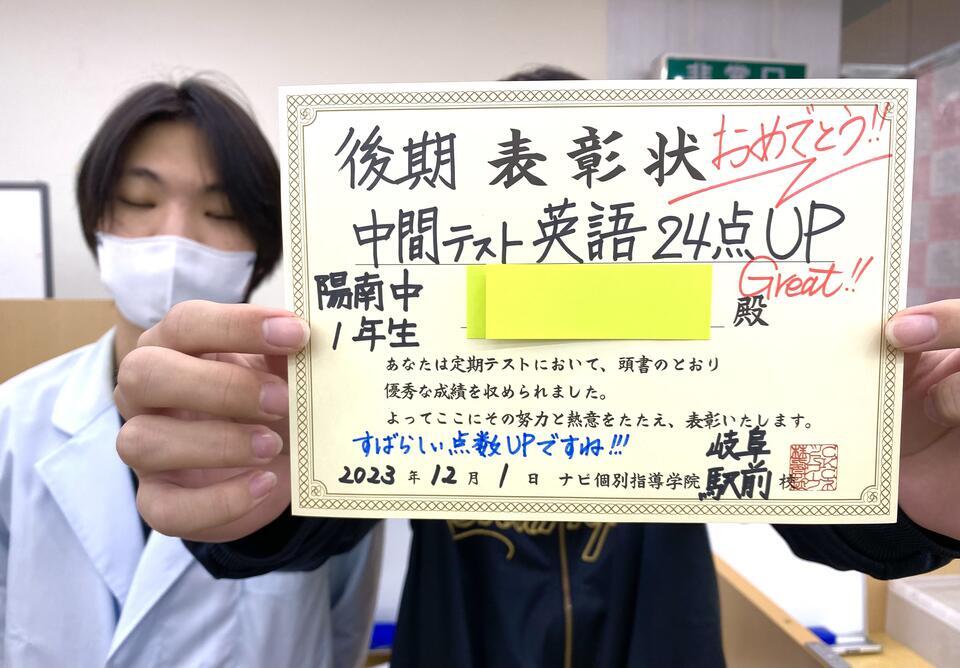 非常口
後期 表彰状 おめでとう!!
中間テスト 英語 24点UP
Great!!
陽南中
1年生
殿
あなたは定期テストにおいて、頭書のとおり
優秀な成績を収められました。
よってここにその努力と熱意をたたえ、表彰いたします。
すばらしい点数UPですね!!!
2023 年 12 月 1 日 ナビ個別指導学院 岐阜駅前 校